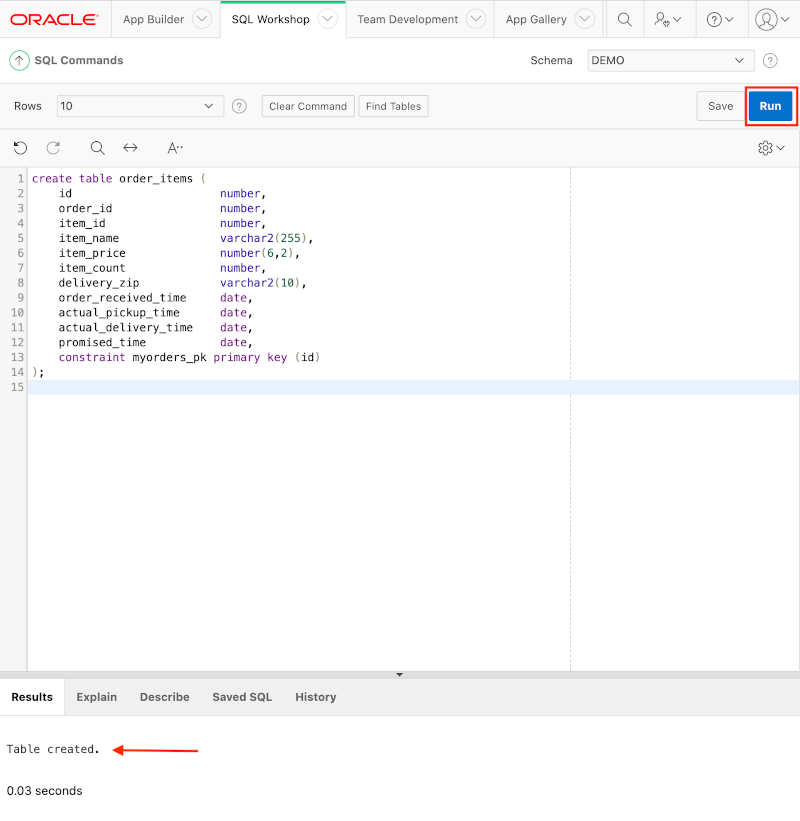 ORACLE App Builder SQL Workshop Team Development App Gallery
SQL Commands Schema DEMO
Rows 10 Clear Command Find Tables Save Run
A
1 create table order_items (
2 id number,
3 order_id number,
4 item_id number,
5 item_name varchar2(255),
6 item_price number(6,2),
7 item_count number,
8 delivery_zip varchar2(10),
9 order_received_time date,
10 actual_pickup_time date,
11 actual_delivery_time date,
12 promised_time date,
13 constraint myorders_pk primary key (id)
14 );
15
Results Explain Describe Saved SQL History
Table created.
0.03 seconds